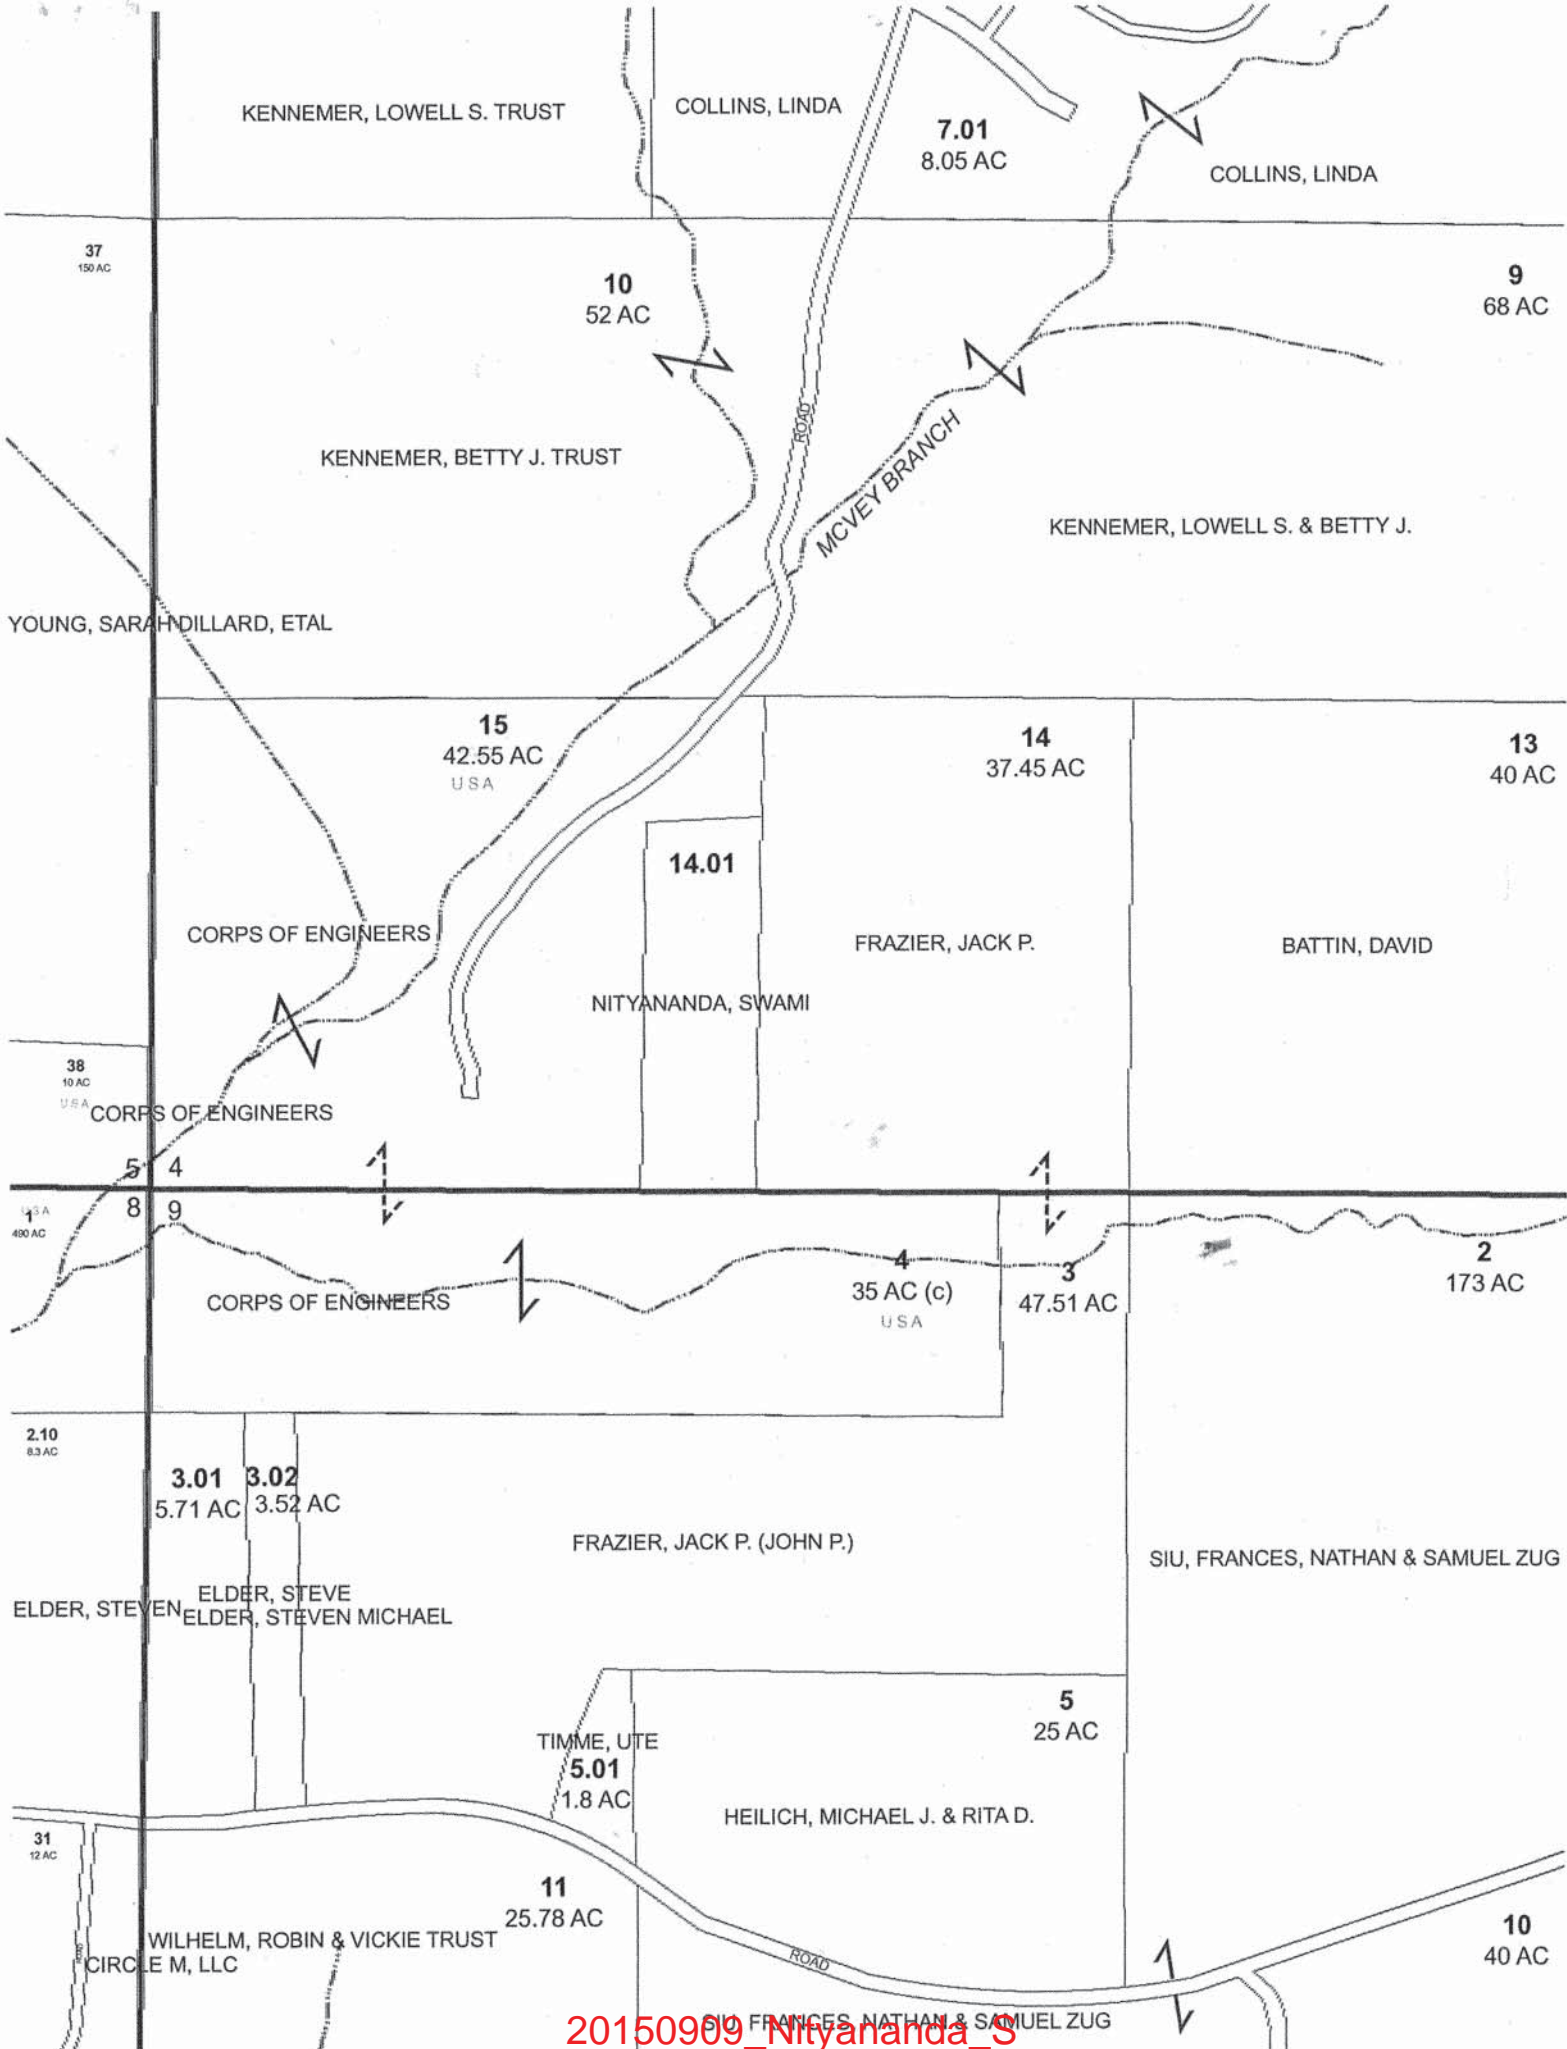 KENNEMER, LOWELL S. TRUST
COLLINS, LINDA
7.01
8.05 AC
COLLINS, LINDA
37
150 AC
10
52 AC
9
68 AC
ROAD
MCVEY BRANCH
KENNEMER, BETTY J. TRUST
KENNEMER, LOWELL S. & BETTY J.
YOUNG, SARAH DILLARD, ETAL
15
42.55 AC
USA
14
37.45 AC
13
40 AC
14.01
CORPS OF ENGINEERS
FRAZIER, JACK P.
BATTIN, DAVID
NITYANANDA, SWAMI
38
10 AC
USA
CORPS OF ENGINEERS
5 4
8 9
USA
1
490 AC
4
35 AC (c)
USA
3
47.51 AC
2
173 AC
CORPS OF ENGINEERS
2.10
8.3 AC
3.01
5.71 AC
3.02
3.52 AC
FRAZIER, JACK P. (JOHN P.)
SIU, FRANCES, NATHAN & SAMUEL ZUG
ELDER, STEVEN
ELDER, STEVE
ELDER, STEVEN MICHAEL
5
25 AC
TIMME, UTE
5.01
1.8 AC
HEILICH, MICHAEL J. & RITA D.
31
12 AC
11
25.78 AC
10
40 AC
WILHELM, ROBIN & VICKIE TRUST
ROAD
CIRCLE M, LLC
ROAD
SIU, FRANCES, NATHAN & SAMUEL ZUG
20150909_Nityananda_S